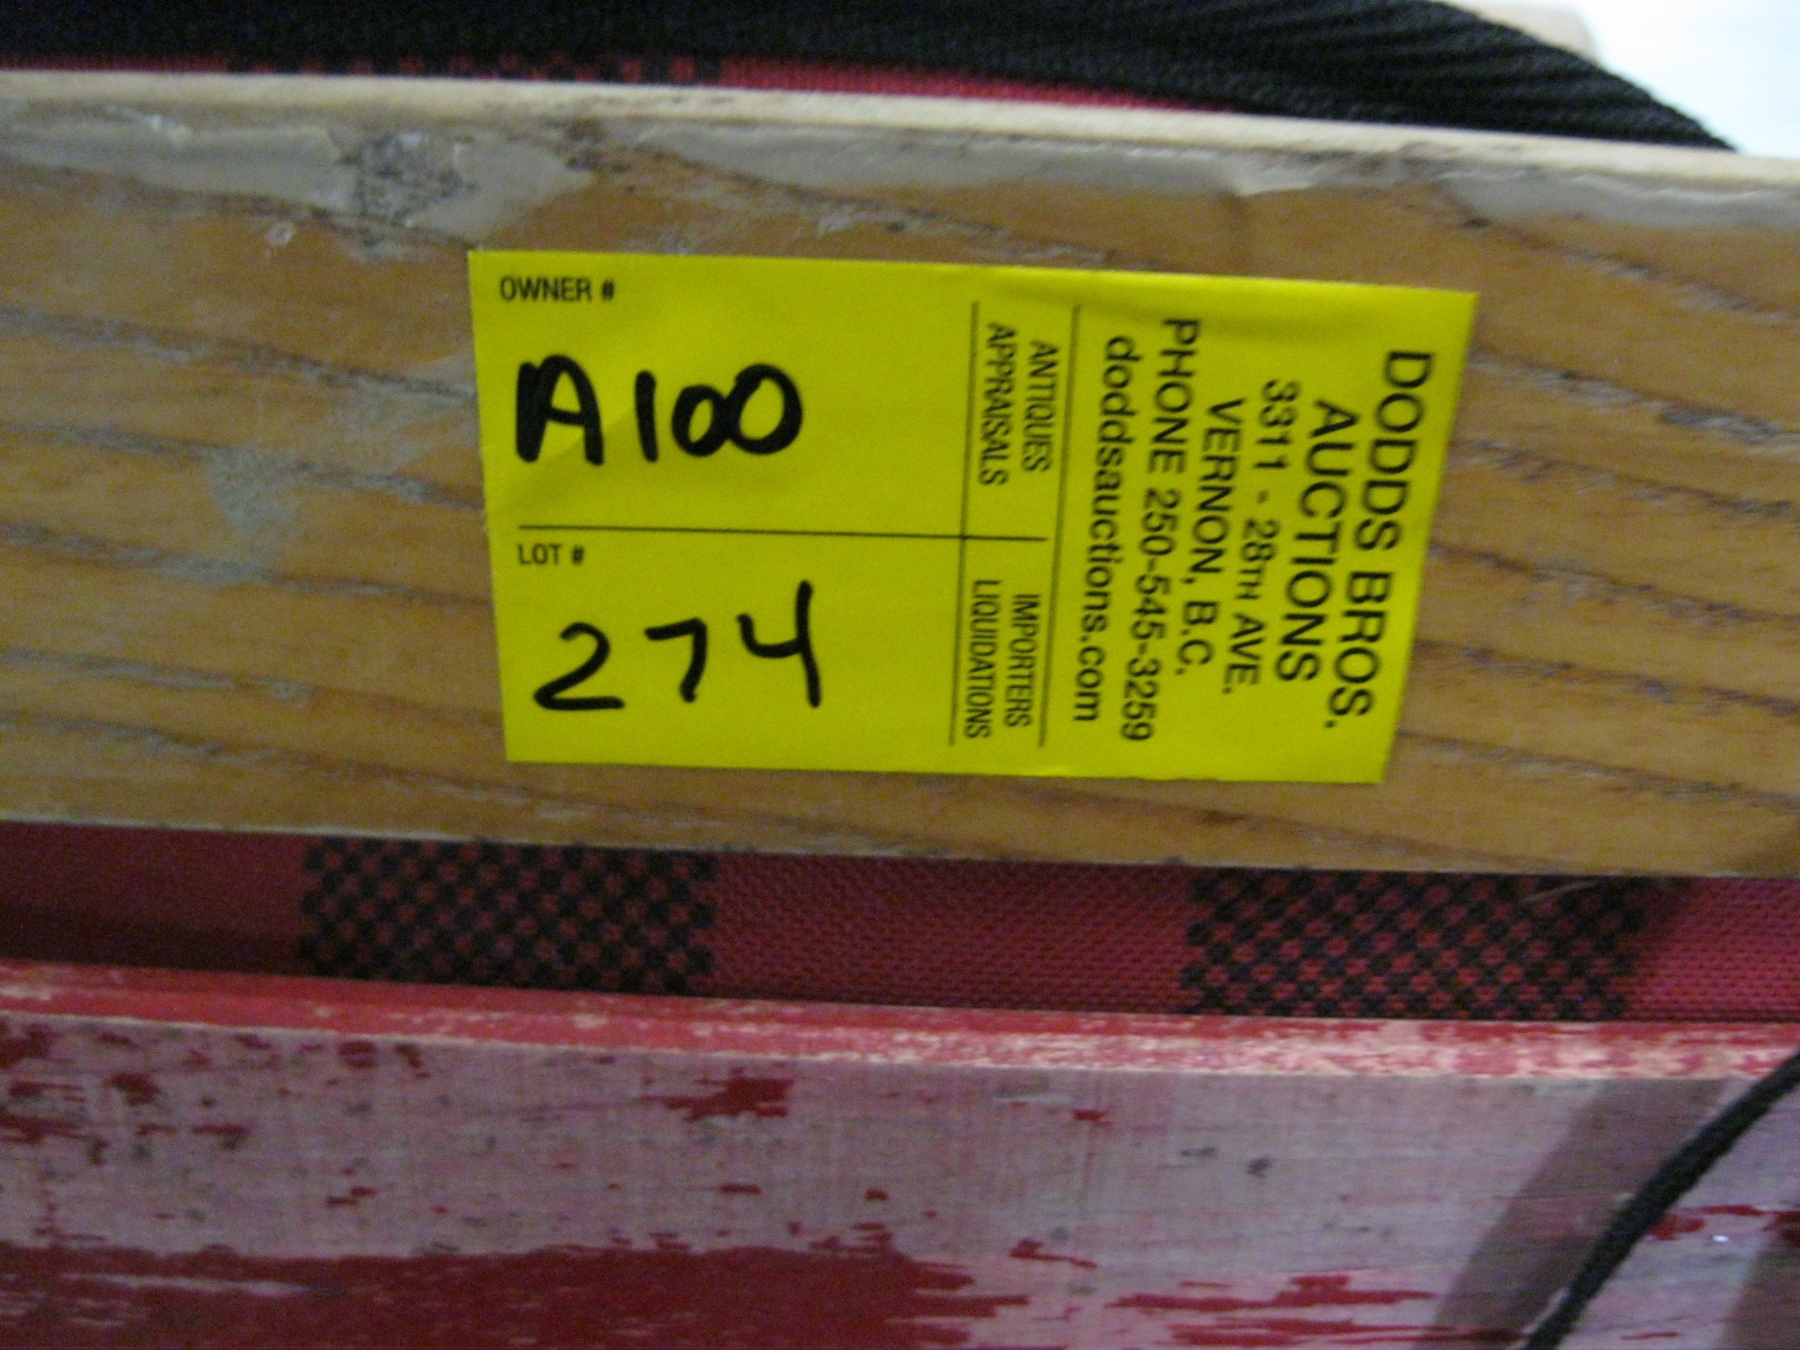 OWNER #
A100
LOT #
274
ANTIQUES
APPRAISALS
IMPORTERS
LIQUIDATIONS
DODDS BROS.
AUCTIONS
3311 - 28TH AVE.
VERNON, B.C.
PHONE 250-545-3259
doddsauctions.com